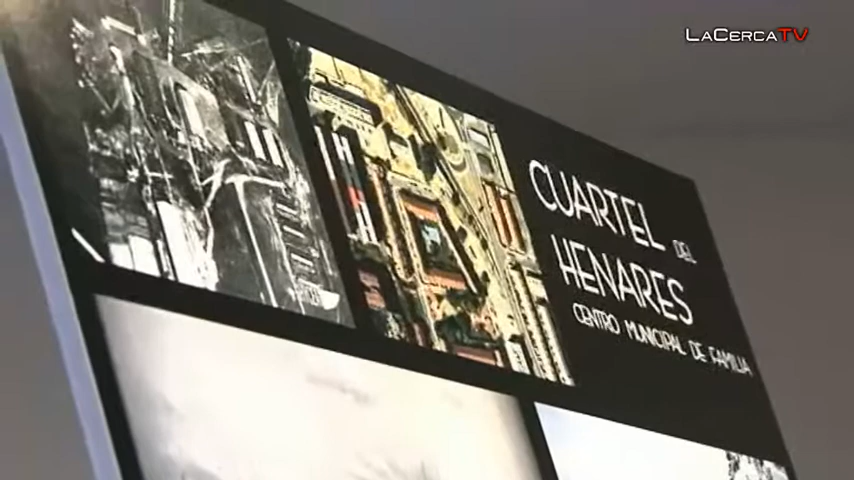 LACERCATV
CUARTEL DEL
HENARES
CENTRO MUNICIPAL DE FAMILIA